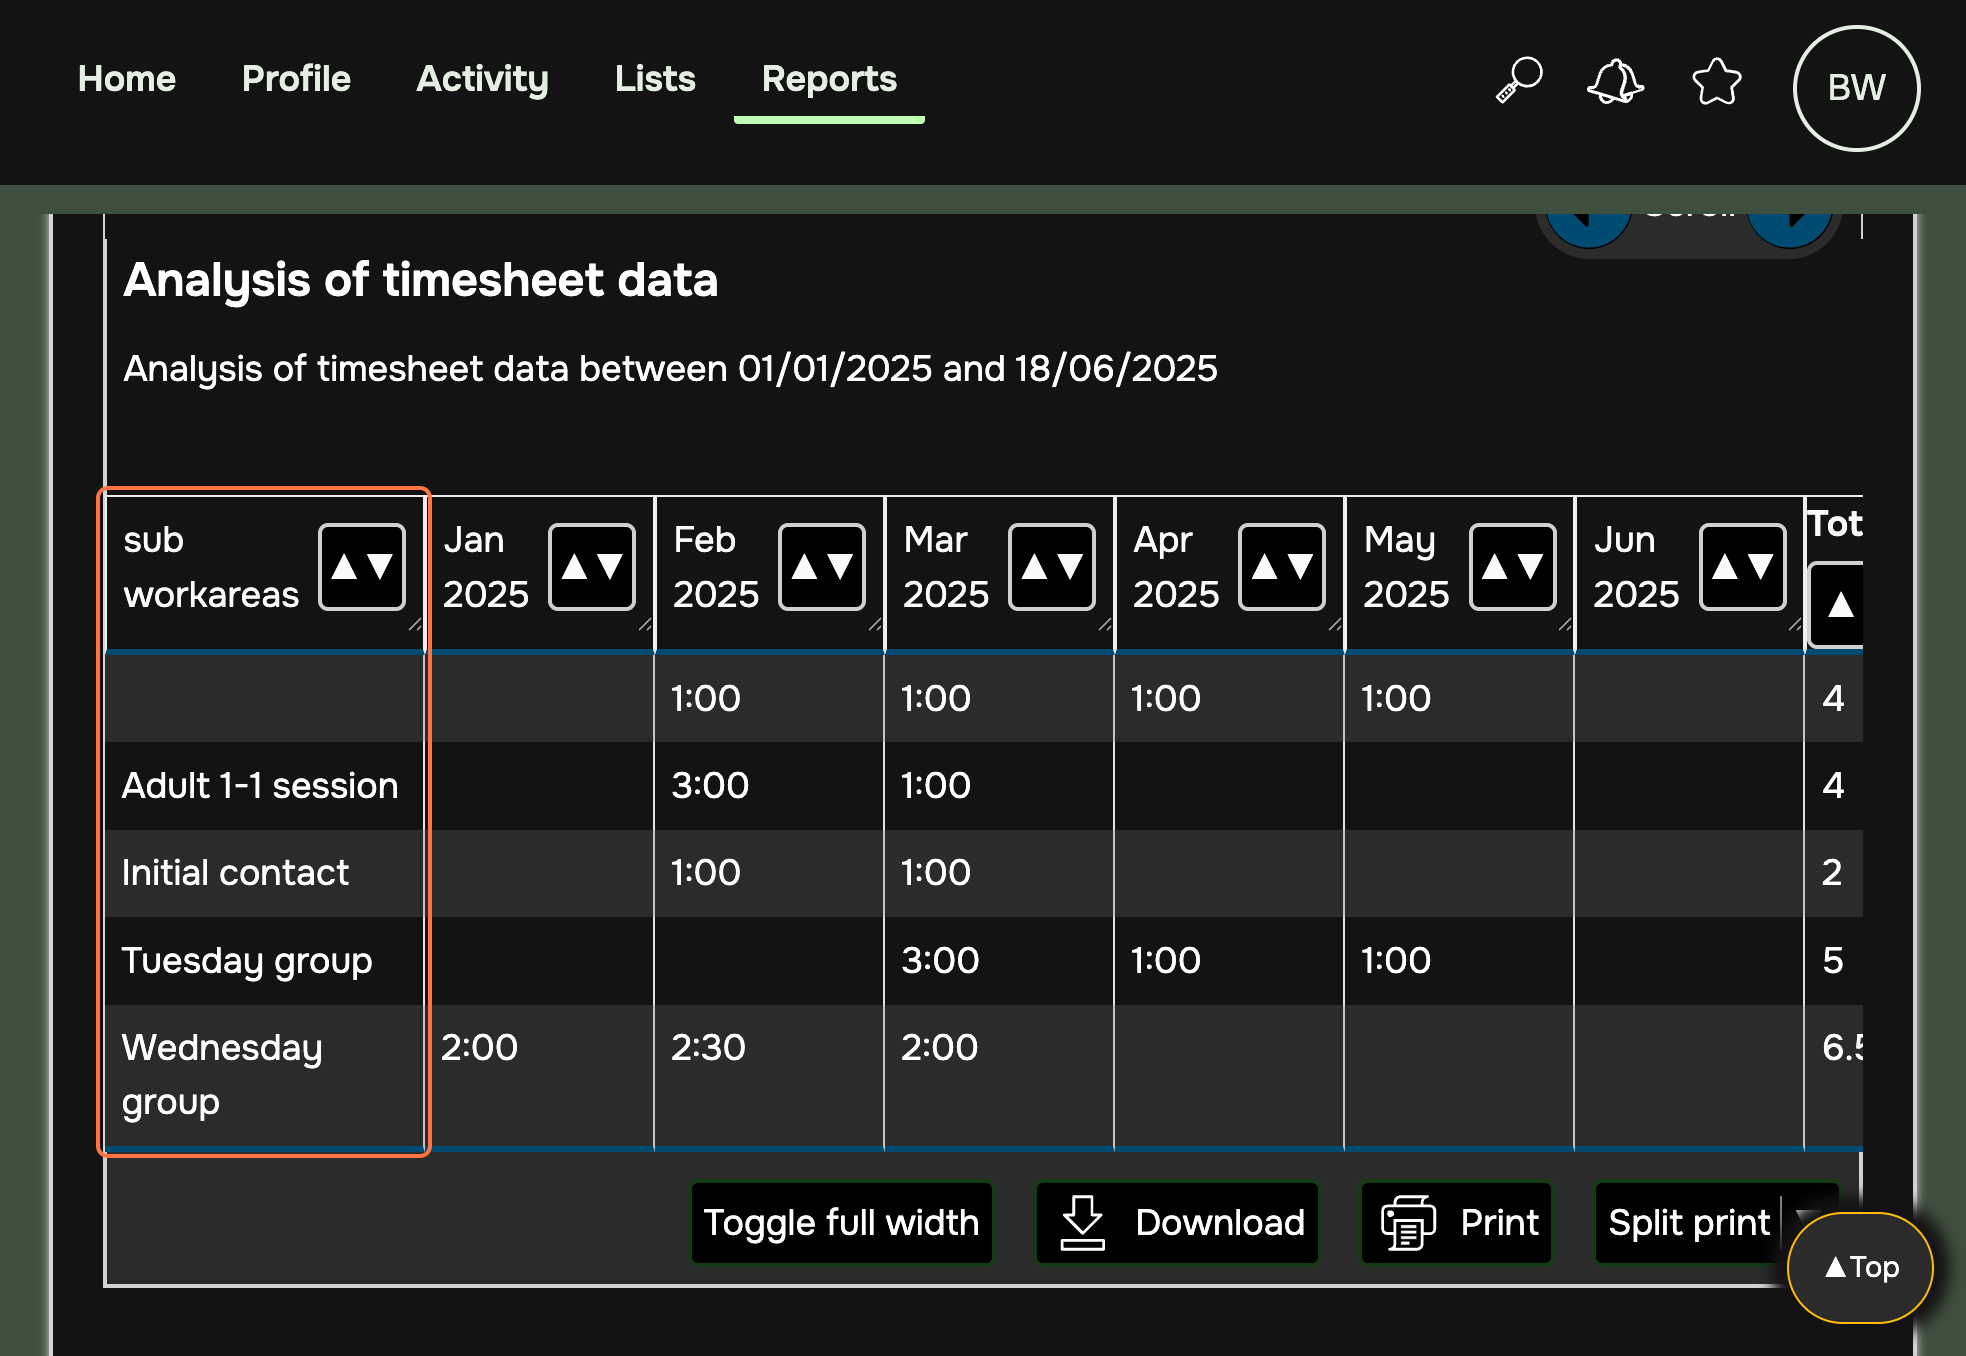 Home Profile Activity Lists Reports BW
Analysis of timesheet data
Analysis of timesheet data between 01/01/2025 and 18/06/2025
sub workareas ▲▼ Jan 2025 ▲▼ Feb 2025 ▲▼ Mar 2025 ▲▼ Apr 2025 ▲▼ May 2025 ▲▼ Jun 2025 ▲▼ Tot ▲
1:00 1:00 1:00 1:00 4
Adult 1-1 session 3:00 1:00 4
Initial contact 1:00 1:00 2
Tuesday group 3:00 1:00 1:00 5
Wednesday group 2:00 2:30 2:00 6.5
Toggle full width Download Print Split print
▲Top